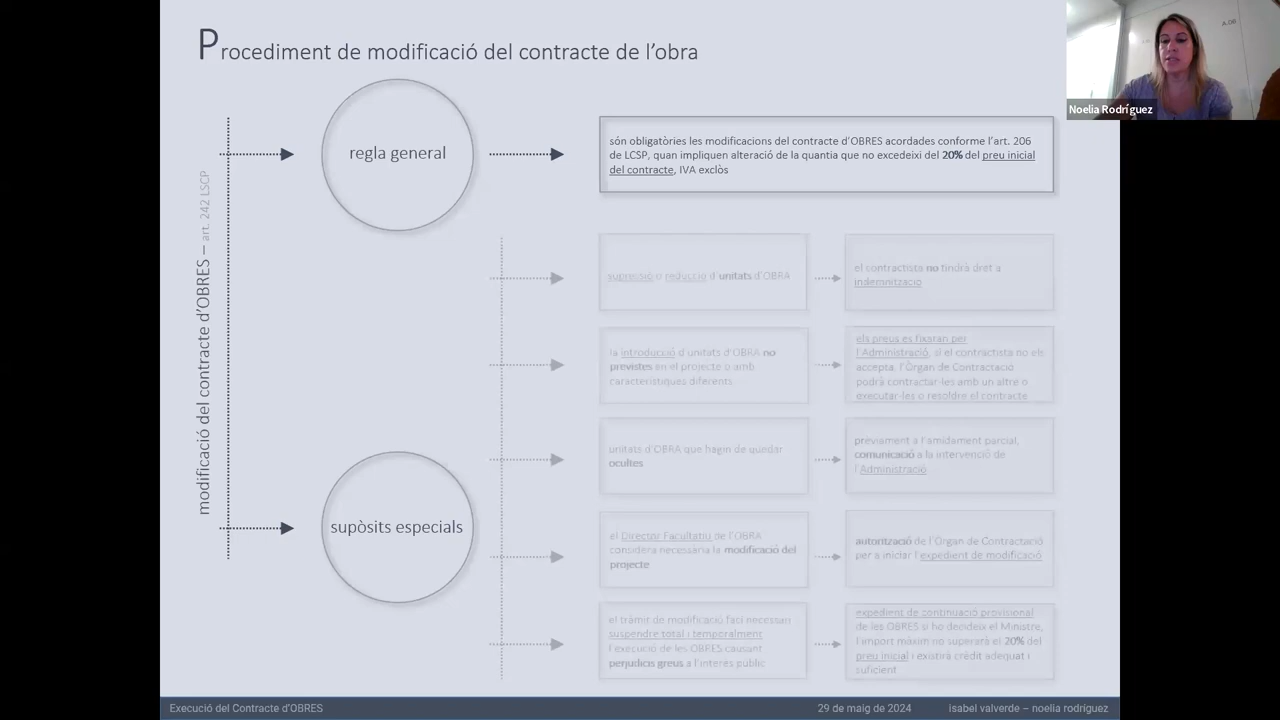 Procediment de modificació del contracte de l'obra
A.06
Noelia Rodríguez
modificació del contracte d'OBRES – art. 242 LSCP
regla general
són obligatòries les modificacions del contracte d'OBRES acordades conforme l'art. 206
de LCSP, quan impliquen alteració de la quantia que no excedeixi del 20% del preu inicial
del contracte, IVA exclòs
supòsits especials
supressió o reducció d'unitats d'OBRA
el contractista no tindrà dret a
indemnització
la introducció d'unitats d'OBRA no
previstes en el projecte o amb
característiques diferents
els preus es fixaran per
l'Administració, si el contractista no els
accepta, l'Òrgan de Contractació
podrà contractar-les amb un altre o
executar-les o resoldre el contracte
unitats d'OBRA que hagin de quedar
ocultes
prèviament a l'amidament parcial,
comunicació a la intervenció de
l'Administració
el Director Facultatiu de l'OBRA
considera necessària la modificació del
projecte
autorització de l'Òrgan de Contractació
per a iniciar l'expedient de modificació
el tràmit de modificació faci necessari
suspendre total i temporalment
l'execució de les OBRES causant
perjudicis greus a l'interès públic
expedient de continuació provisional
de les OBRES si ho decideix el Ministre,
l'import màxim no superarà el 20% del
preu inicial i existirà crèdit adequat i
suficient
Execució del Contracte d'OBRES
29 de maig de 2024
isabel valverde – noelia rodríguez